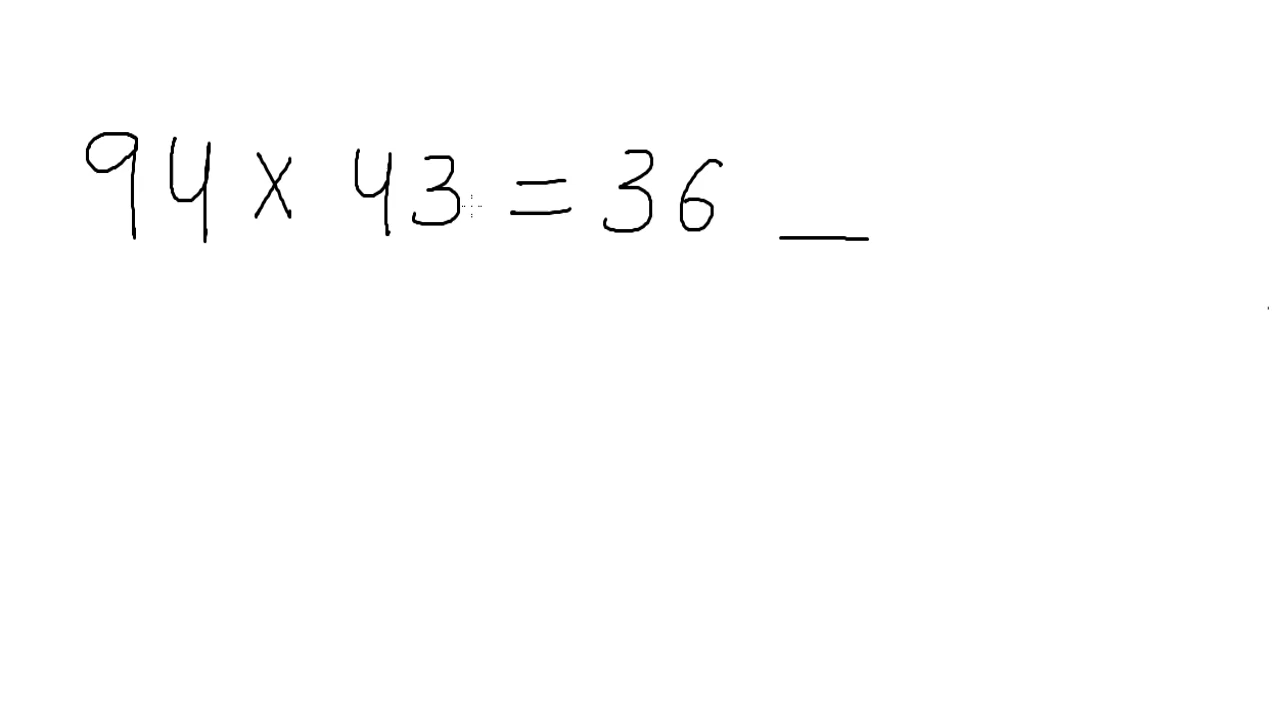 94 x 43 = 36 __